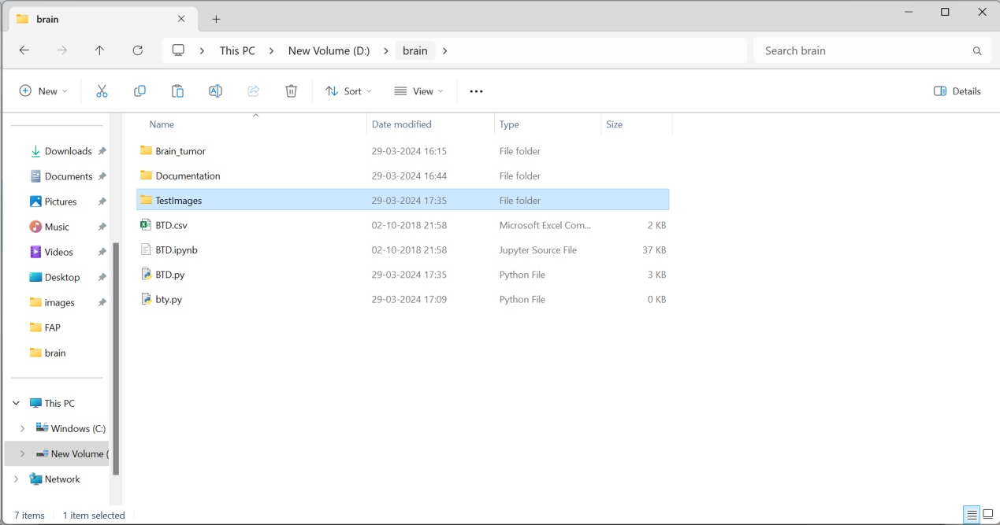 brain
This PC > New Volume (D:) > brain >
Search brain
New
Sort
View
Details
Name Date modified Type Size
Downloads
Documents
Pictures
Music
Videos
Desktop
images
FAP
brain
This PC
Windows (C:)
New Volume (
Network
Brain_tumor 29-03-2024 16:15 File folder
Documentation 29-03-2024 16:44 File folder
TestImages 29-03-2024 17:35 File folder
BTD.csv 02-10-2018 21:58 Microsoft Excel Com... 2 KB
BTD.ipynb 02-10-2018 21:58 Jupyter Source File 37 KB
BTD.py 29-03-2024 17:35 Python File 3 KB
bty.py 29-03-2024 17:09 Python File 0 KB
7 items 1 item selected